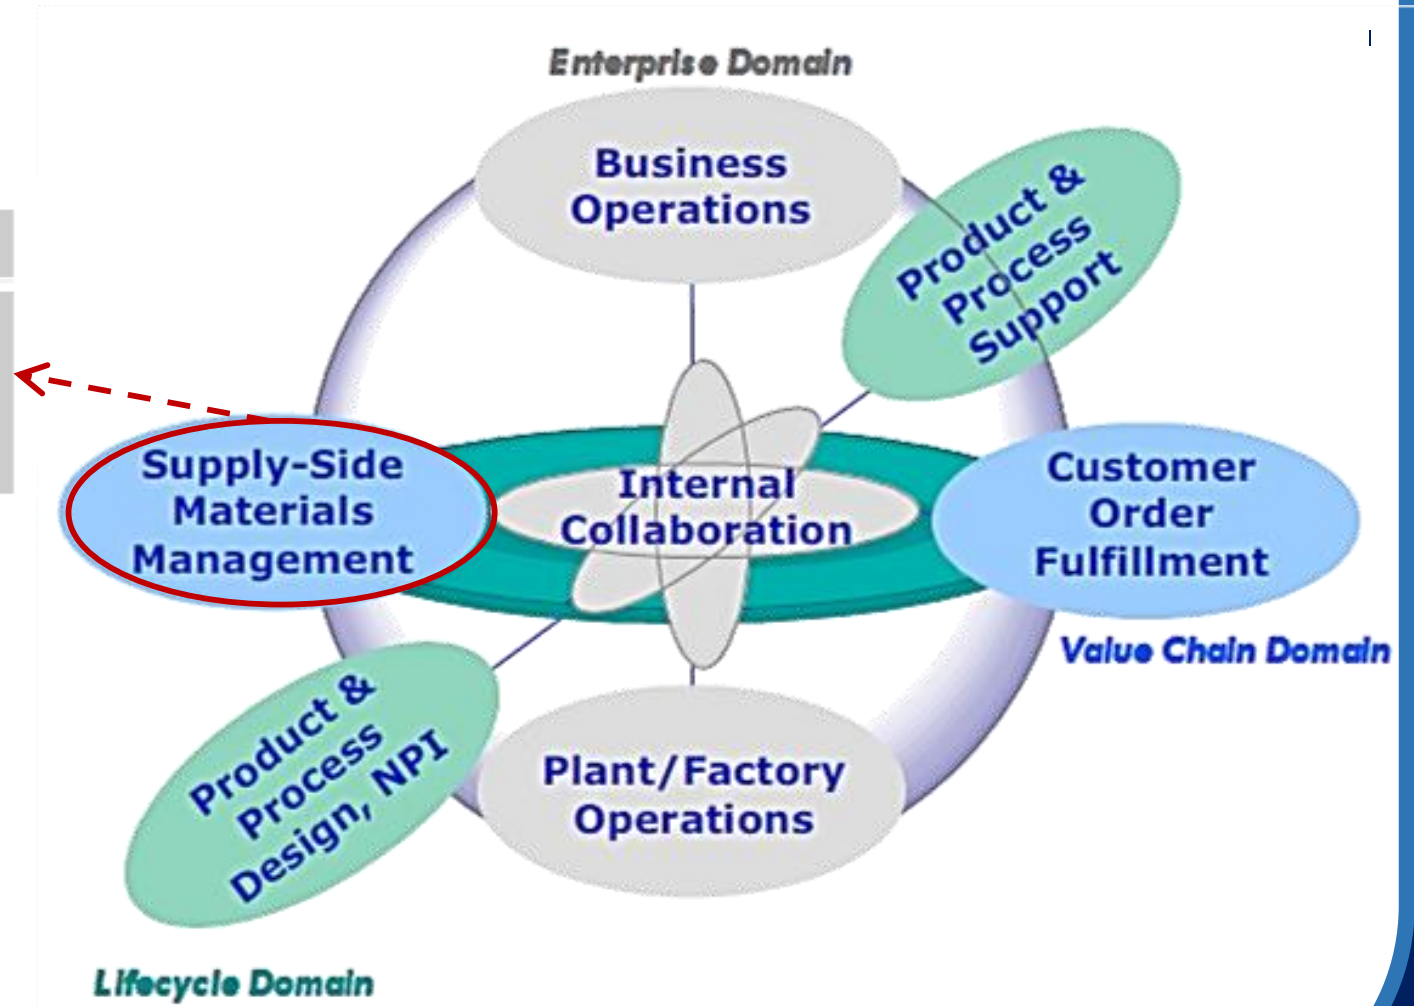 Enterprise Domain
Business
Operations
Product &
Process
Support
Supply-Side
Materials
Management
Internal
Collaboration
Customer
Order
Fulfillment
Value Chain Domain
Product &
Process
Design, NPI
Plant/Factory
Operations
Lifecycle Domain